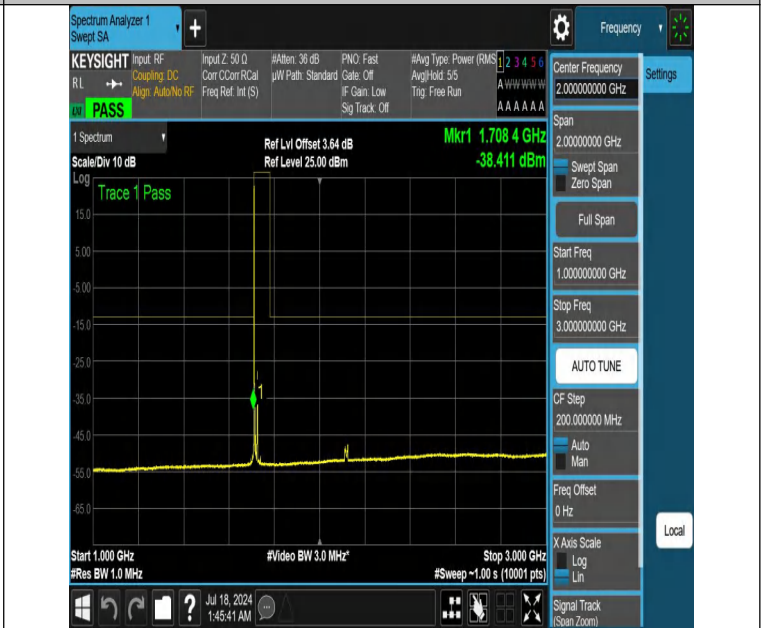 Spectrum Analyzer 1
Swept SA
+
Frequency
KEYSIGHT
RL
PASS
Input: RF
Coupling: DC
Align: Auto/No RF
Input Z: 50 Ω
Corr CCorr RCal
Freq Ref: Int (S)
#Atten: 36 dB
µW Path: Standard
PNO: Fast
Gate: Off
IF Gain: Low
Sig Track: Off
#Avg Type: Power (RMS
Avg|Hold: 5/5
Trig: Free Run
1 2 3 4 5 6
A W W W W W
A A A A A A
1 Spectrum
Scale/Div 10 dB
Log
Ref Lvl Offset 3.64 dB
Ref Level 25.00 dBm
Mkr1 1.708 4 GHz
-38.411 dBm
Trace 1 Pass
15.0
5.00
-5.00
-15.0
-25.0
-35.0
-45.0
-55.0
-65.0
1
Start 1.000 GHz
#Res BW 1.0 MHz
#Video BW 3.0 MHz*
Stop 3.000 GHz
#Sweep ~1.00 s (10001 pts)
Jul 18, 2024
1:45:41 AM
Center Frequency
2.000000000 GHz
Settings
Span
2.00000000 GHz
Swept Span
Zero Span
Full Span
Start Freq
1.000000000 GHz
Stop Freq
3.000000000 GHz
AUTO TUNE
CF Step
200.000000 MHz
Auto
Man
Freq Offset
0 Hz
X Axis Scale
Log
Lin
Local
Signal Track
(Span Zoom)